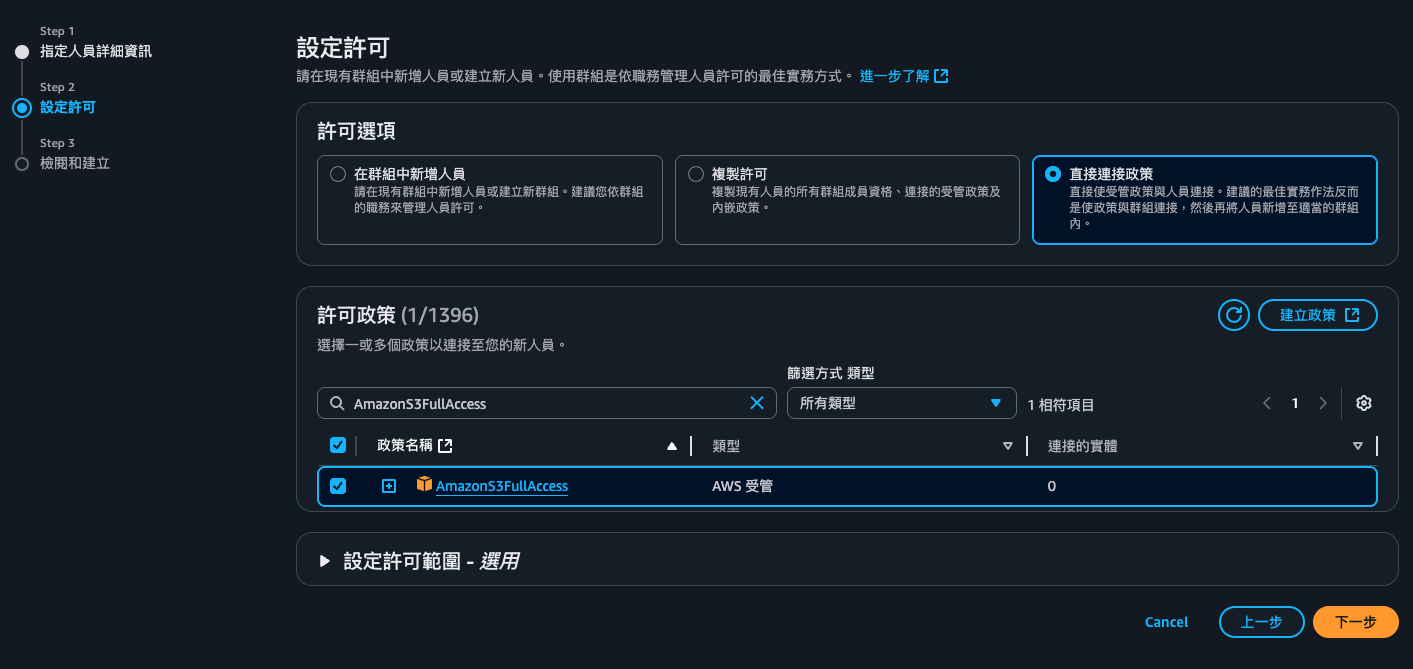 Step 1
指定人員詳細資訊
Step 2
設定許可
Step 3
檢閱和建立
設定許可
請在現有群組中新增人員或建立新人員。使用群組是依職務管理人員許可的最佳實務方式。 進一步了解
許可選項
在群組中新增人員
請在現有群組中新增人員或建立新群組。建議您依群組
的職務來管理人員許可。
複製許可
複製現有人員的所有群組成員資格、連接的受管政策及
內嵌政策。
直接連接政策
直接使受管政策與人員連接。建議的最佳實務作法反而
是使政策與群組連接，然後再將人員新增至適當的群組
內。
許可政策 (1/1396)
建立政策
選擇一或多個政策以連接至您的新人員。
篩選方式 類型
AmazonS3FullAccess
所有類型
1 相符項目
1
政策名稱
類型
連接的實體
AmazonS3FullAccess
AWS 受管
0
設定許可範圍 - 選用
Cancel
上一步
下一步